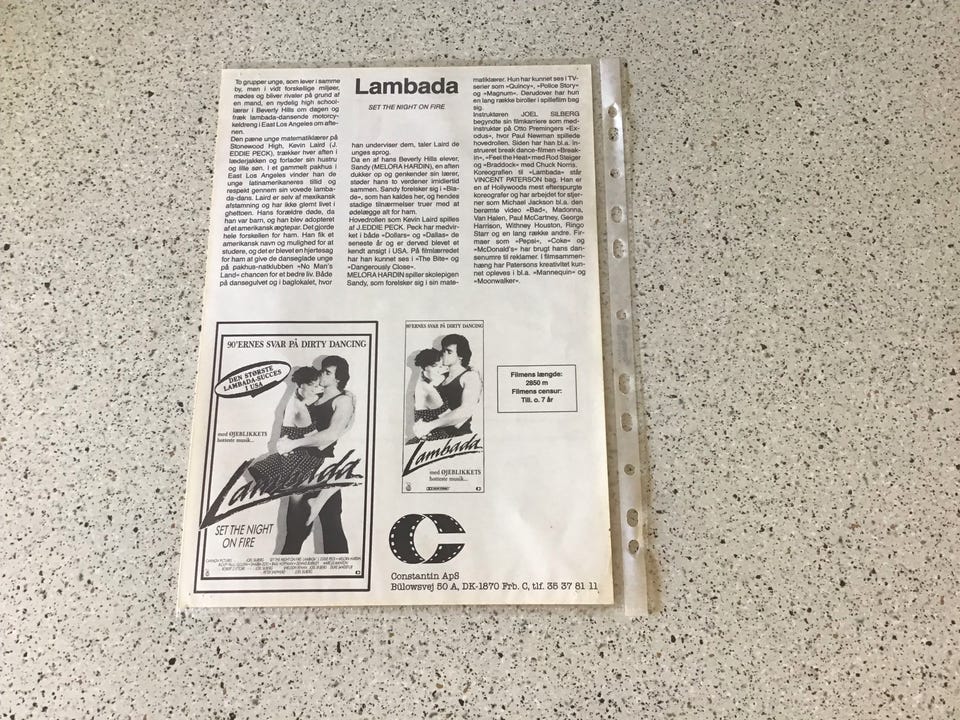 Lambada
SET THE NIGHT ON FIRE
To grupper unge, som lever i samme
by, man i vidt forskellige miljøer,
mødes og bliver rivaler på grund af
en mand, en nydelig high school-
lærer i Beverly Hills om dagen og
fræk lambada-dansende motorcy-
keldreng i East Los Angeles om afte-
nen.
Den pæne unge matematiklærer på
Stonewood High, Kevin Laird (J.
EDDIE PECK), trækker hver aften i
læderjakken og forlader sin hustru
og lille søn. I et gammelt pakhus i
East Los Angeles vinder han de
unge latinamerikaneres tillid og
respekt gennem sin vovede lamba-
da-dans. Laird er selv af mexicansk
afstamning og har ikke glemt livet i
ghettoen. Hans forældre døde, da
han var barn, og han blev adopteret
af et amerikansk ægtepar. Det gjorde
hele forskellen for ham. Han fik et
amerikansk navn og mulighed for at
studere, og det er blevet en hjertesag
for ham at give de danseglade unge
på pakhus-natklubben »No Man's
Land« chancen for et bedre liv. Både
på dansegulvet og i baglokalet, hvor
han underviser dem, taler Laird de
unges sprog.
Da en af hans Beverly Hills elever,
Sandy (MELORA HARDIN), en aften
dukker op og genkender sin lærer,
støder hans to verdener imidlertid
sammen. Sandy forelsker sig i »Bla-
de«, som han kaldes her, og hendes
stadige tilnærmelser truer med at
ødelægge alt for ham.
Hovedrollen som Kevin Laird spilles
af J.EDDIE PECK. Peck har medvir-
ket i både »Dollars« og »Dallas« de
seneste år og er derved blevet et
kendt ansigt i USA. På filmlærredet
har han kunnet ses i »The Bite« og
»Dangerously Close«.
MELORA HARDIN spiller skolepigen
Sandy, som forelsker sig i sin mate-
matiklærer. Hun har kunnet ses i TV-
serier som »Quincy«, »Police Story«
og »Magnum«. Derudover har hun
en lang række biroller i spillefilm bag
sig.
Instruktøren JOEL SILBERG
begyndte sin filmkarriere som med-
instruktør på Otto Premingers »Ex-
odus«, hvor Paul Newman spillede
hovedrollen. Siden har han bl.a. in-
strueret break dance-filmen »Break-
in«, »Feel the Heat« med Rod Steiger
og »Braddock« med Chuck Norris.
Koreografien til »Lambada« står
VINCENT PATERSON bag. Han er
en af Hollywoods mest efterspurgte
koreografer og har arbejdet for stjer-
ner som Michael Jackson bl.a. den
berømte video »Bad«, Madonna,
Van Halen, Paul McCartney, George
Harrison, Withney Houston, Ringo
Starr og en lang række andre. Fir-
maer som »Pepsi«, »Coke« og
»McDonald's« har brugt hans dan-
senumre til reklamer. I filmsammen-
hæng har Patersons kreativitet kun-
net opleves i bl.a. »Mannequin« og
»Moonwalker«.
90'ERNES SVAR PÅ DIRTY DANCING
DEN STØRSTE
LAMBADA-SUCCES
I USA
med ØJEBLIKKETS
hotteste musik...
Lambada
SET THE NIGHT
ON FIRE
90'ERNES SVAR PÅ DIRTY DANCING
Lambada
med ØJEBLIKKETS
hotteste musik...
Filmens længde:
2850 m
Filmens censur:
Till. o. 7 år
Constantin ApS
Bülowsvej 50 A, DK-1870 Frb. C, tlf. 35 37 81 11